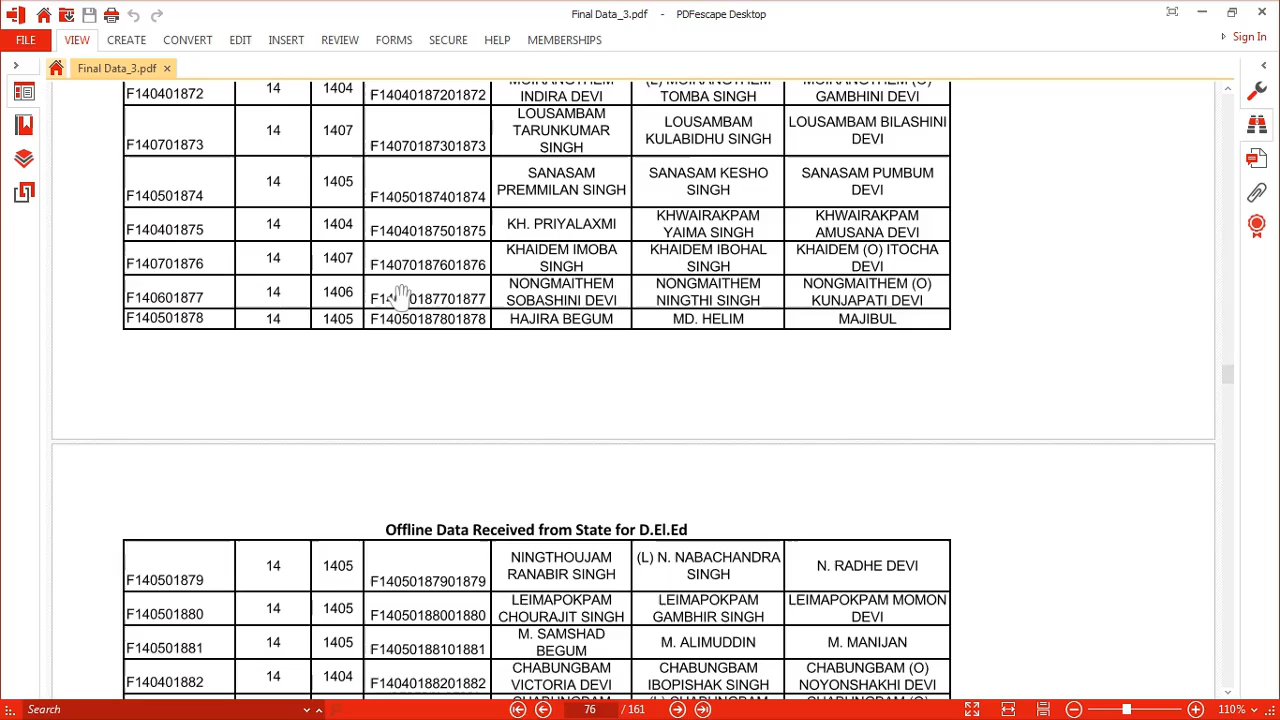 Final Data_3.pdf - PDFescape Desktop
FILE VIEW CREATE CONVERT EDIT INSERT REVIEW FORMS SECURE HELP MEMBERSHIPS Sign In
Final Data_3.pdf ×
F140401872 14 1404 F14040187201872 MOIRANGTHEM INDIRA DEVI (L) MOIRANGTHEM TOMBA SINGH MOIRANGTHEM (O) GAMBHINI DEVI
F140701873 14 1407 F14070187301873 LOUSAMBAM TARUNKUMAR SINGH LOUSAMBAM KULABIDHU SINGH LOUSAMBAM BILASHINI DEVI
F140501874 14 1405 F14050187401874 SANASAM PREMMILAN SINGH SANASAM KESHO SINGH SANASAM PUMBUM DEVI
F140401875 14 1404 F14040187501875 KH. PRIYALAXMI KHWAIRAKPAM YAIMA SINGH KHWAIRAKPAM AMUSANA DEVI
F140701876 14 1407 F14070187601876 KHAIDEM IMOBA SINGH KHAIDEM IBOHAL SINGH KHAIDEM (O) ITOCHA DEVI
F140601877 14 1406 NONGMAITHEM SOBASHINI DEVI NONGMAITHEM NINGTHI SINGH NONGMAITHEM (O) KUNJAPATI DEVI
F140501878 14 1405 F14050187801878 HAJIRA BEGUM MD. HELIM MAJIBUL
Offline Data Received from State for D.El.Ed
F140501879 14 1405 F14050187901879 NINGTHOUJAM RANABIR SINGH (L) N. NABACHANDRA SINGH N. RADHE DEVI
F140501880 14 1405 F14050188001880 LEIMAPOKPAM CHOURAJIT SINGH LEIMAPOKPAM GAMBHIR SINGH LEIMAPOKPAM MOMON DEVI
F140501881 14 1405 F14050188101881 M. SAMSHAD BEGUM M. ALIMUDDIN M. MANIJAN
F140401882 14 1404 F14040188201882 CHABUNGBAM VICTORIA DEVI CHABUNGBAM IBOPISHAK SINGH CHABUNGBAM (O) NOYONSHAKHI DEVI
Search 76 / 161 110%